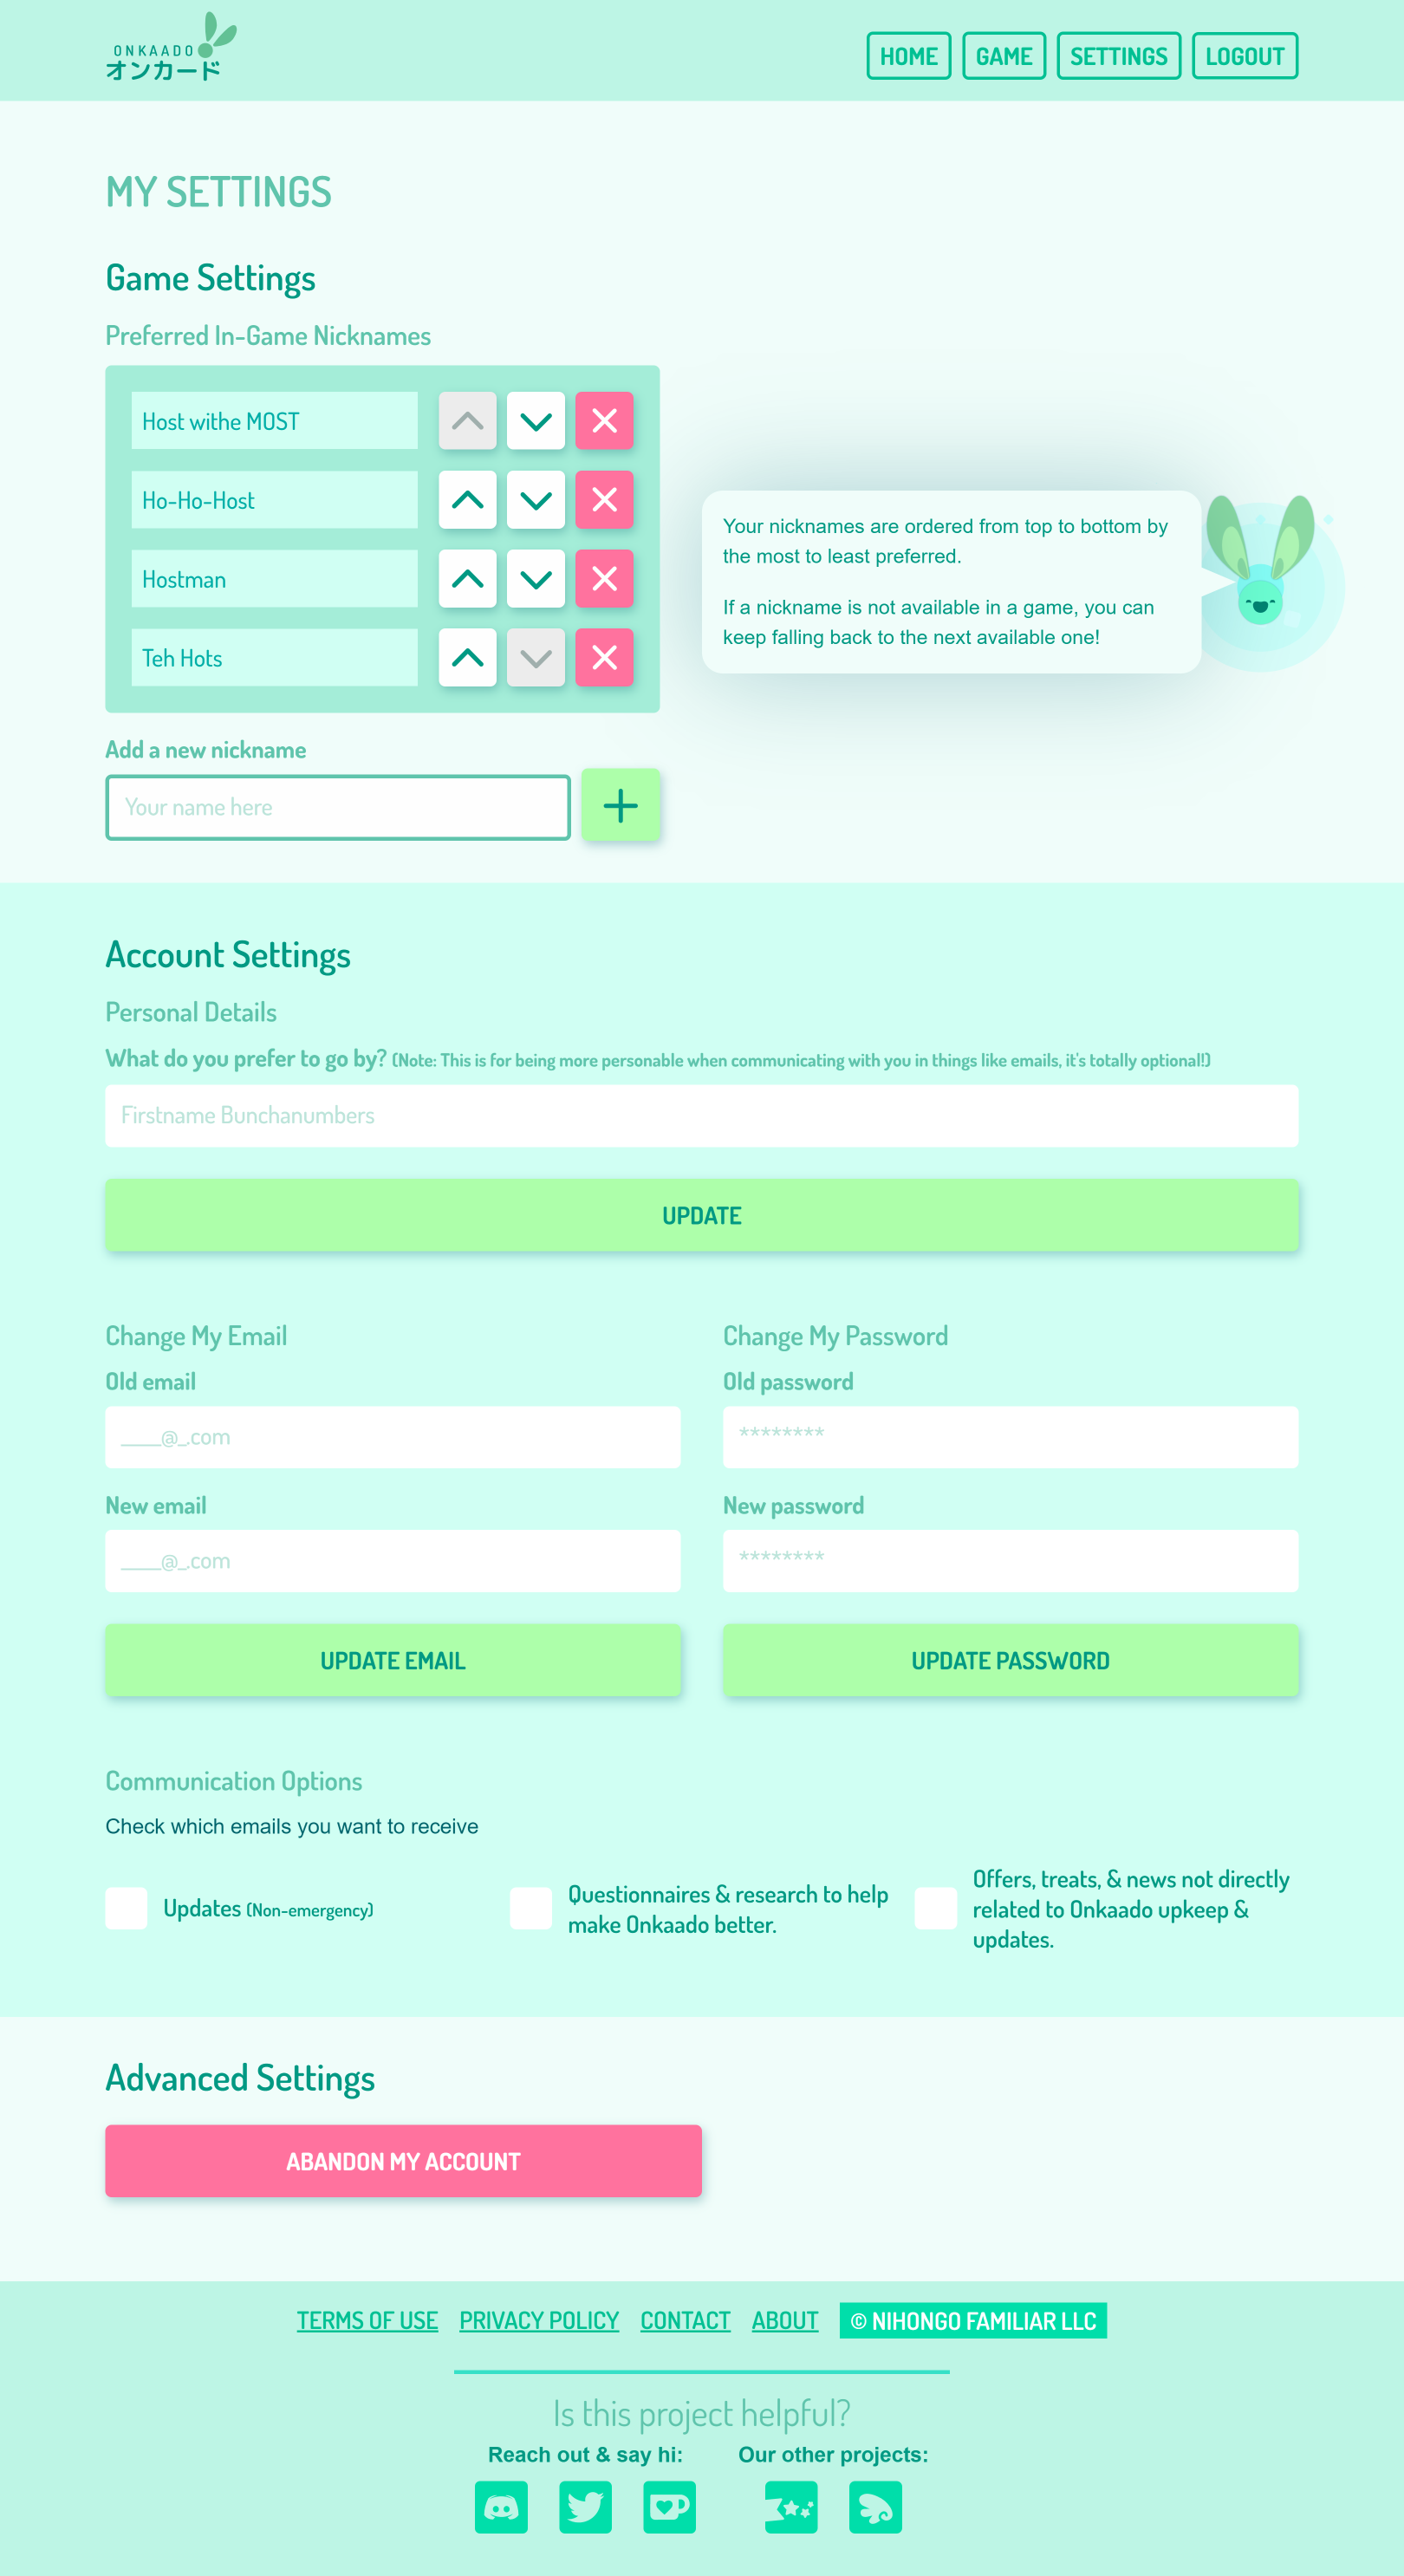 ONKAADO
オンカード
HOME
GAME
SETTINGS
LOGOUT
MY SETTINGS
Game Settings
Preferred In-Game Nicknames
Host withe MOST
Ho-Ho-Host
Hostman
Teh Hots
Your nicknames are ordered from top to bottom by
the most to least preferred.
If a nickname is not available in a game, you can
keep falling back to the next available one!
Add a new nickname
Your name here
Account Settings
Personal Details
What do you prefer to go by? (Note: This is for being more personable when communicating with you in things like emails, it's totally optional!)
Firstname Bunchanumbers
UPDATE
Change My Email
Old email
____@_.com
New email
____@_.com
UPDATE EMAIL
Change My Password
Old password
********
New password
********
UPDATE PASSWORD
Communication Options
Check which emails you want to receive
Updates (Non-emergency)
Questionnaires & research to help
make Onkaado better.
Offers, treats, & news not directly
related to Onkaado upkeep &
updates.
Advanced Settings
ABANDON MY ACCOUNT
TERMS OF USE
PRIVACY POLICY
CONTACT
ABOUT
© NIHONGO FAMILIAR LLC
Is this project helpful?
Reach out & say hi:
Our other projects: